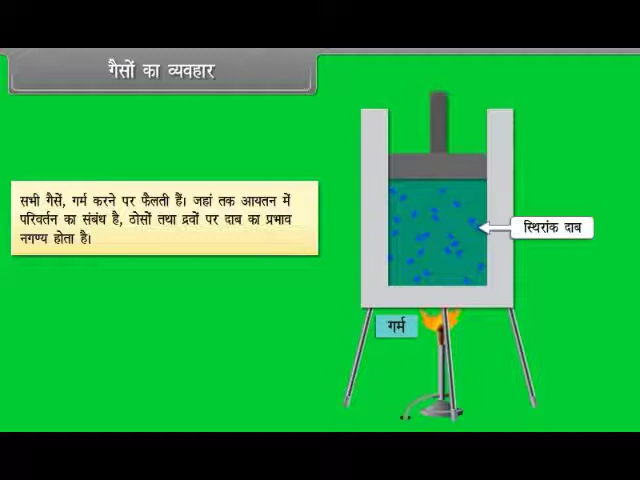 गैसों का व्यवहार
सभी गैसें, गर्म करने पर फैलती हैं। जहां तक आयतन में
परिवर्तन का संबंध है, ठोसों तथा द्रवों पर दाब का प्रभाव
नगण्य होता है।
स्थिरांक दाब
गर्म